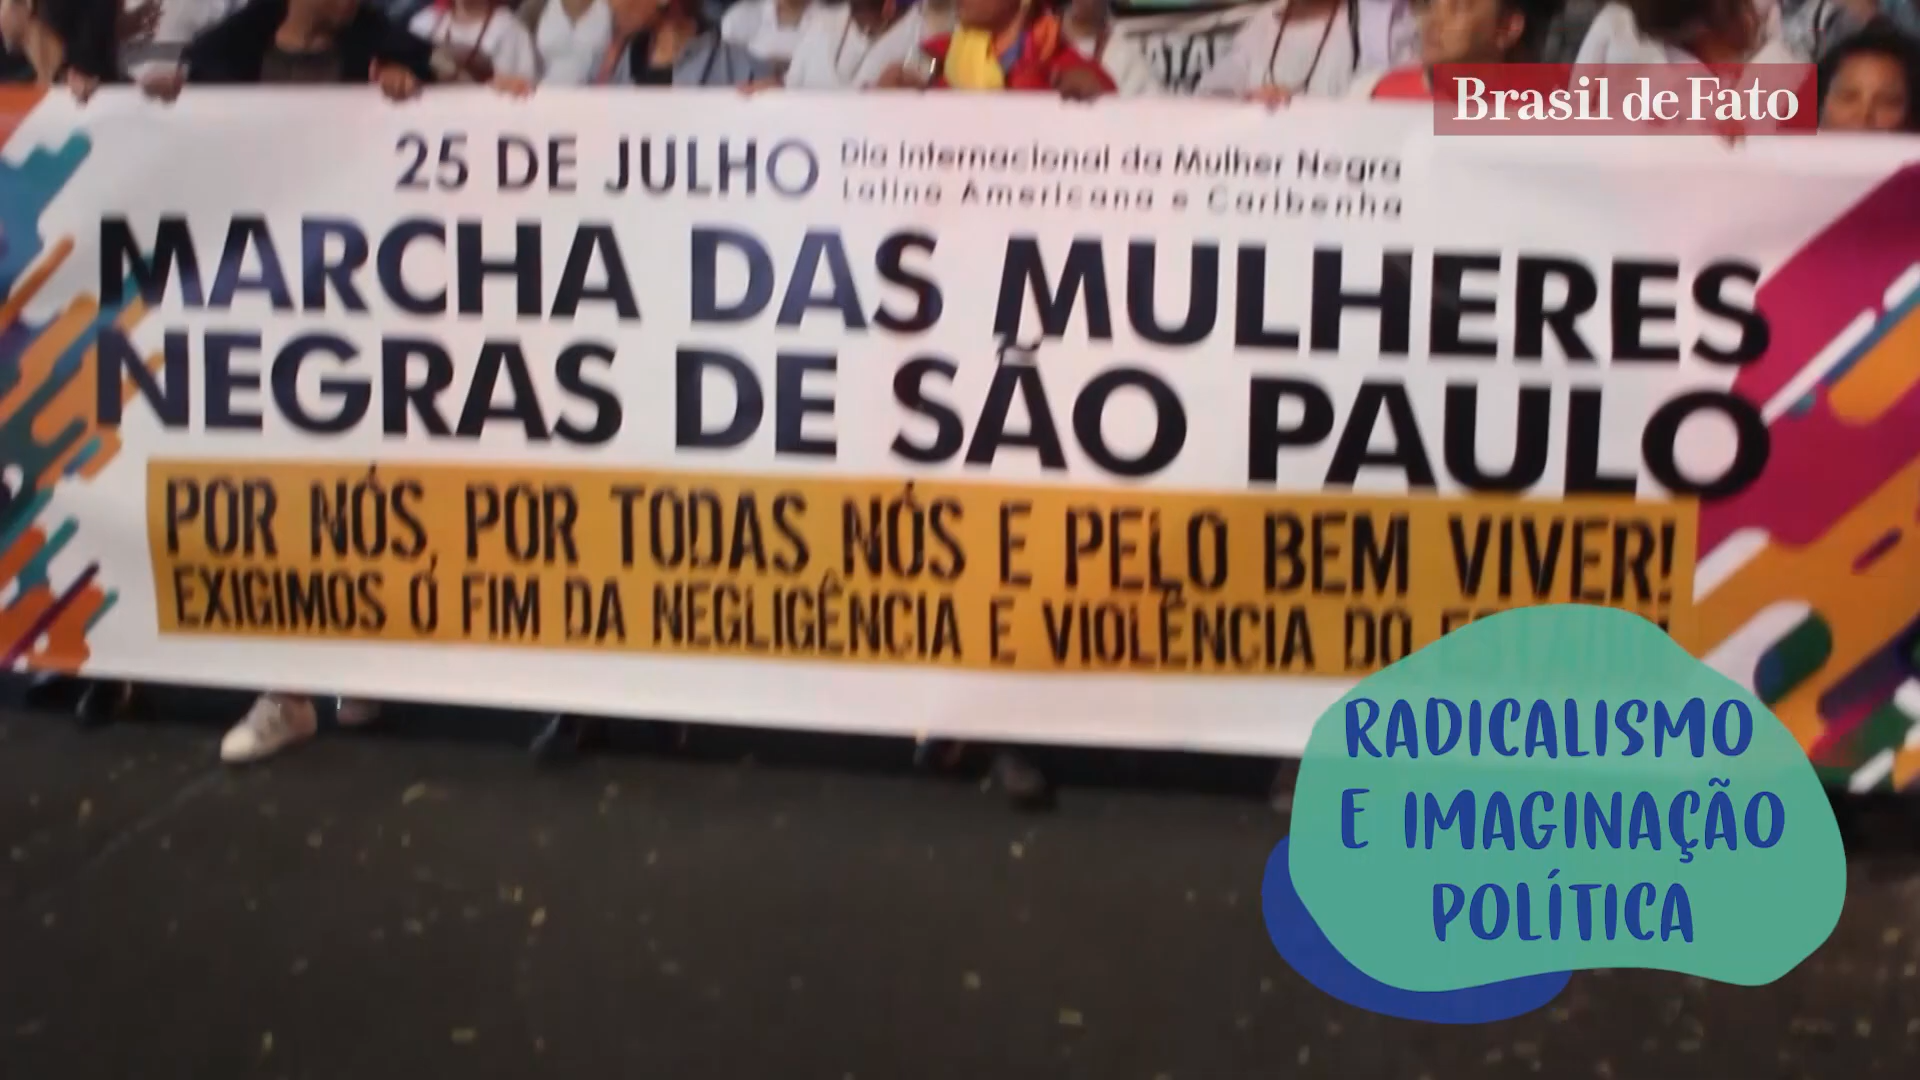 Brasil de Fato
25 DE JULHO
Dia Internacional da Mulher Negra
Latino Americana e Caribenha
MARCHA DAS MULHERES
NEGRAS DE SÃO PAULO
POR NÓS, POR TODAS NÓS E PELO BEM VIVER!
EXIGIMOS O FIM DA NEGLIGÊNCIA E VIOLÊNCIA DO
RADICALISMO
E IMAGINAÇÃO
POLÍTICA